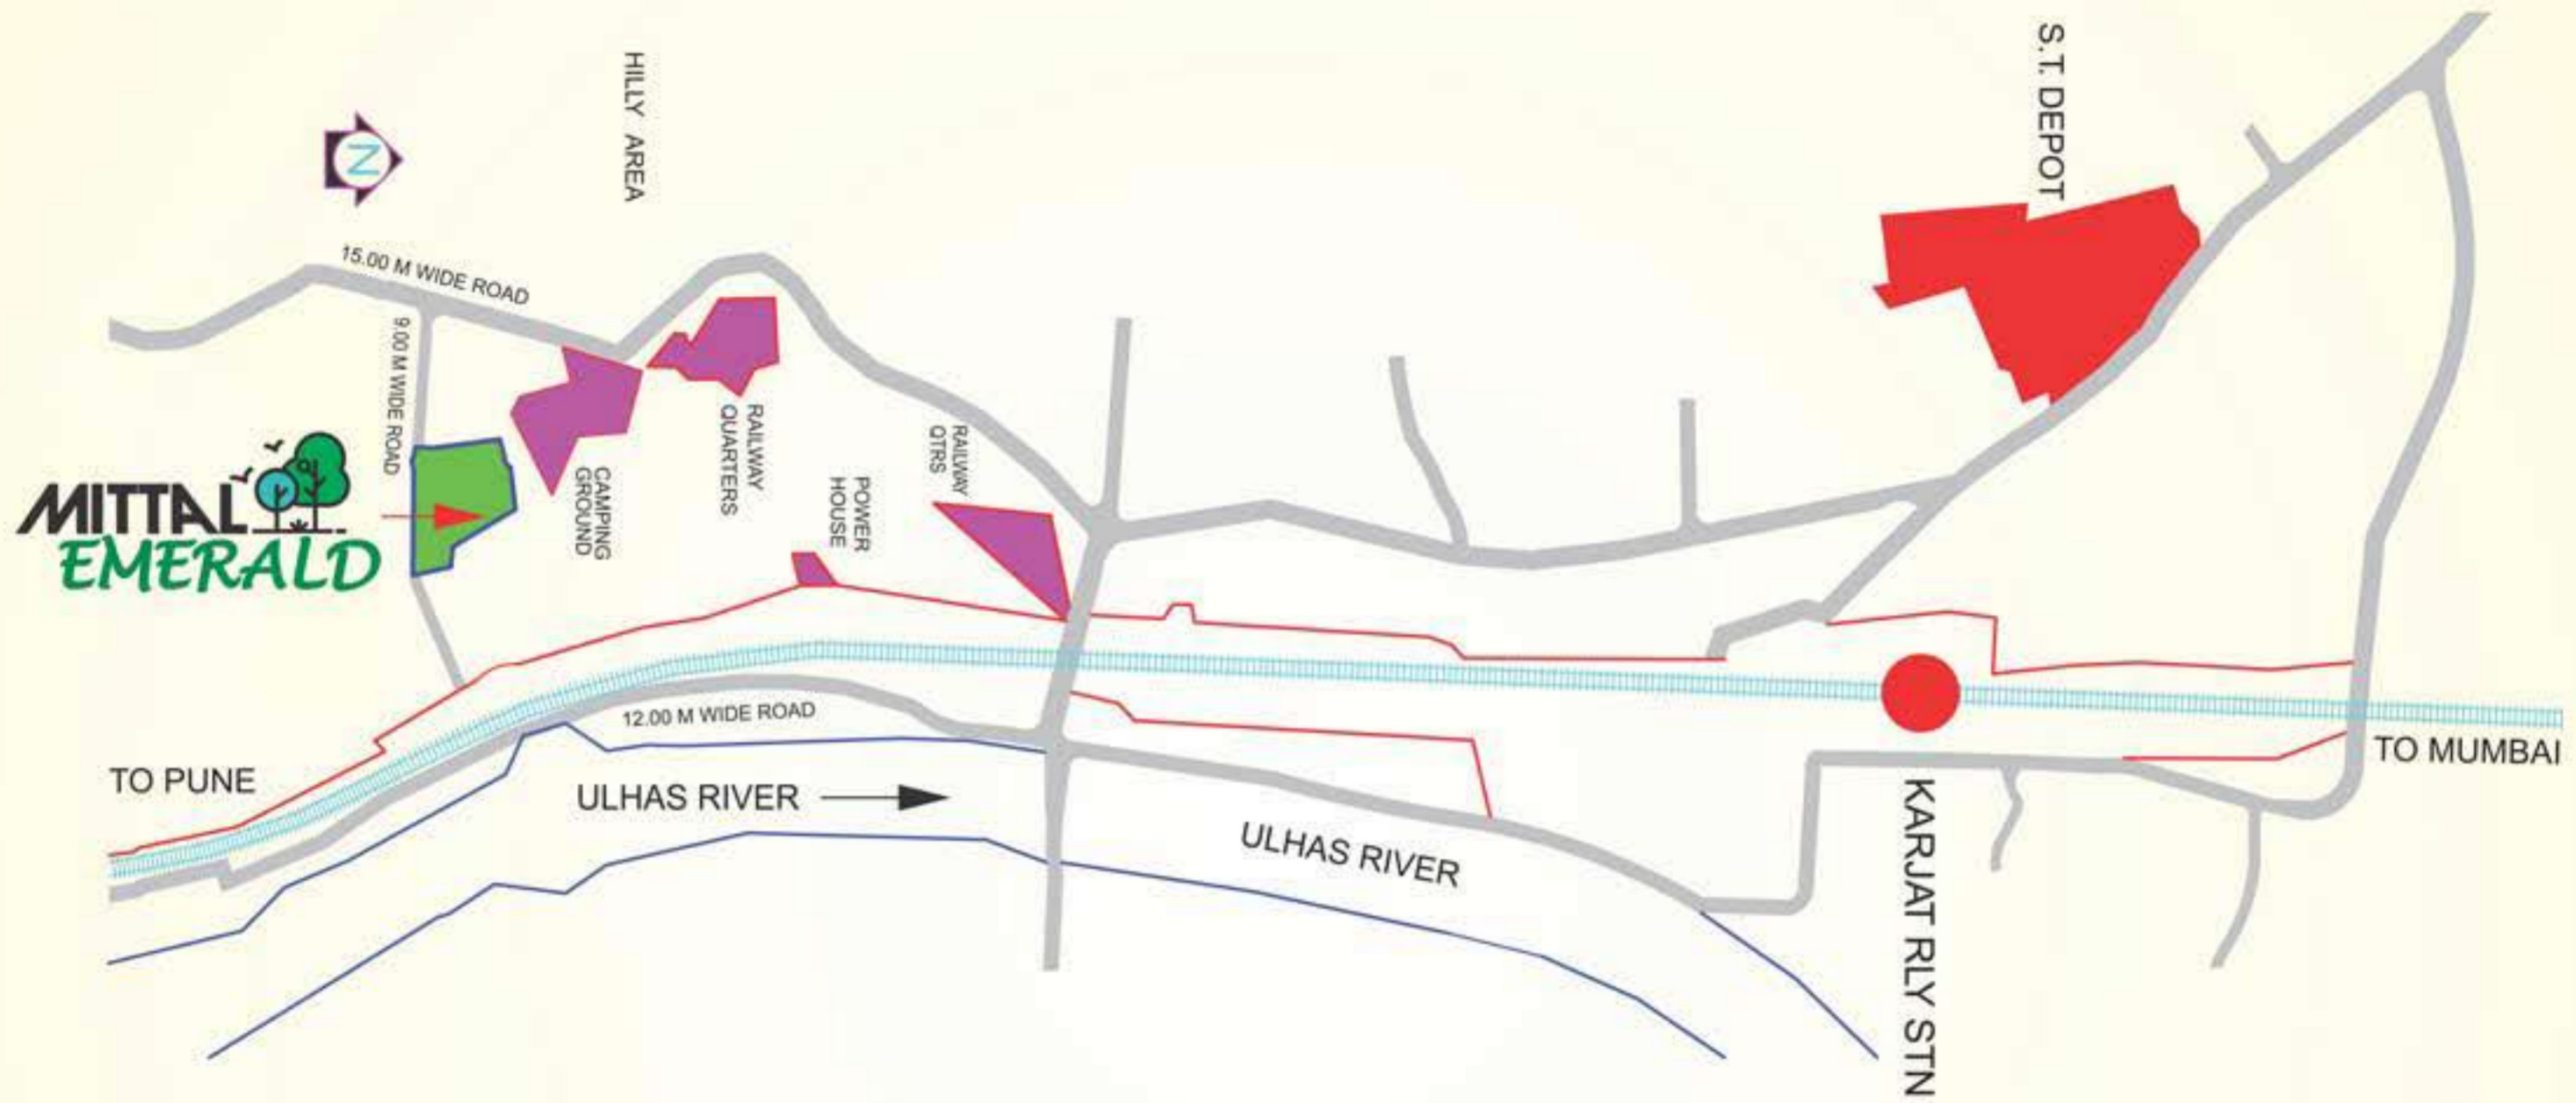 HILLY AREA
S.T. DEPOT
N
15.00 M WIDE ROAD
9.00 M WIDE ROAD
MITTAL
EMERALD
CAMPING
GROUND
RAILWAY
QUARTERS
POWER
HOUSE
RAILWAY
QTRS
12.00 M WIDE ROAD
TO PUNE
ULHAS RIVER
ULHAS RIVER
KARJAT RLY STN
TO MUMBAI